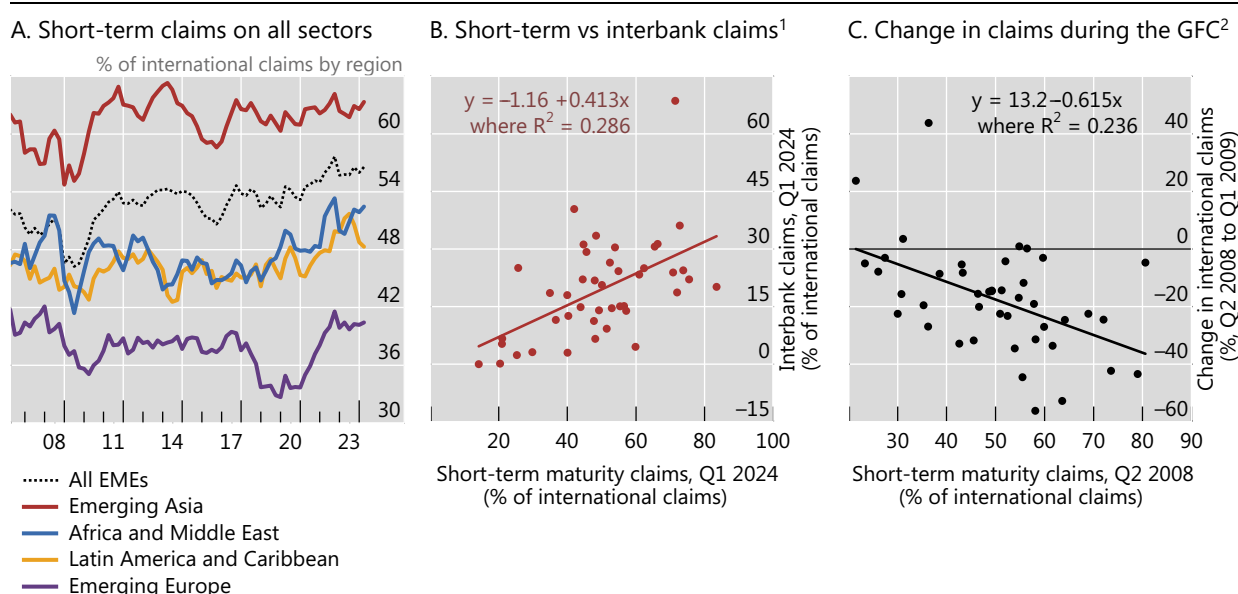 A. Short-term claims on all sectors
% of international claims by region
60
54
48
42
36
30
08 11 14 17 20 23
All EMEs
Emerging Asia
Africa and Middle East
Latin America and Caribbean
Emerging Europe
B. Short-term vs interbank claims¹
y = –1.16 +0.413x
where R² = 0.286
60
45
30
15
0
–15
Interbank claims, Q1 2024
(% of international claims)
20 40 60 80 100
Short-term maturity claims, Q1 2024
(% of international claims)
C. Change in claims during the GFC²
y = 13.2–0.615x
where R² = 0.236
40
20
0
–20
–40
–60
Change in international claims
(%, Q2 2008 to Q1 2009)
30 40 50 60 70 80 90
Short-term maturity claims, Q2 2008
(% of international claims)